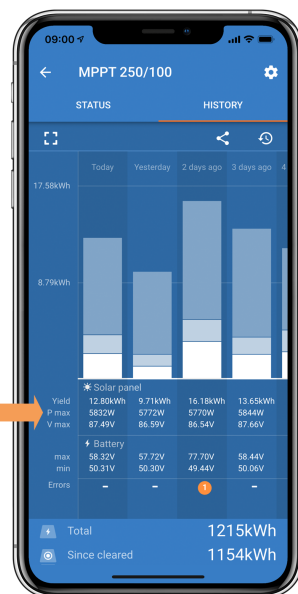 09:00
MPPT 250/100
STATUS HISTORY
Today Yesterday 2 days ago 3 days ago 4
17.58kWh
8.79kWh
Solar panel
Yield 12.80kWh 9.71kWh 16.18kWh 13.65kWh
P max 5832W 5772W 5770W 5844W
V max 87.49V 86.59V 86.54V 87.66V
Battery
max 58.32V 57.72V 77.70V 58.44V
min 50.31V 50.30V 49.44V 50.06V
Errors – – 1 –
Total 1215kWh
Since cleared 1154kWh